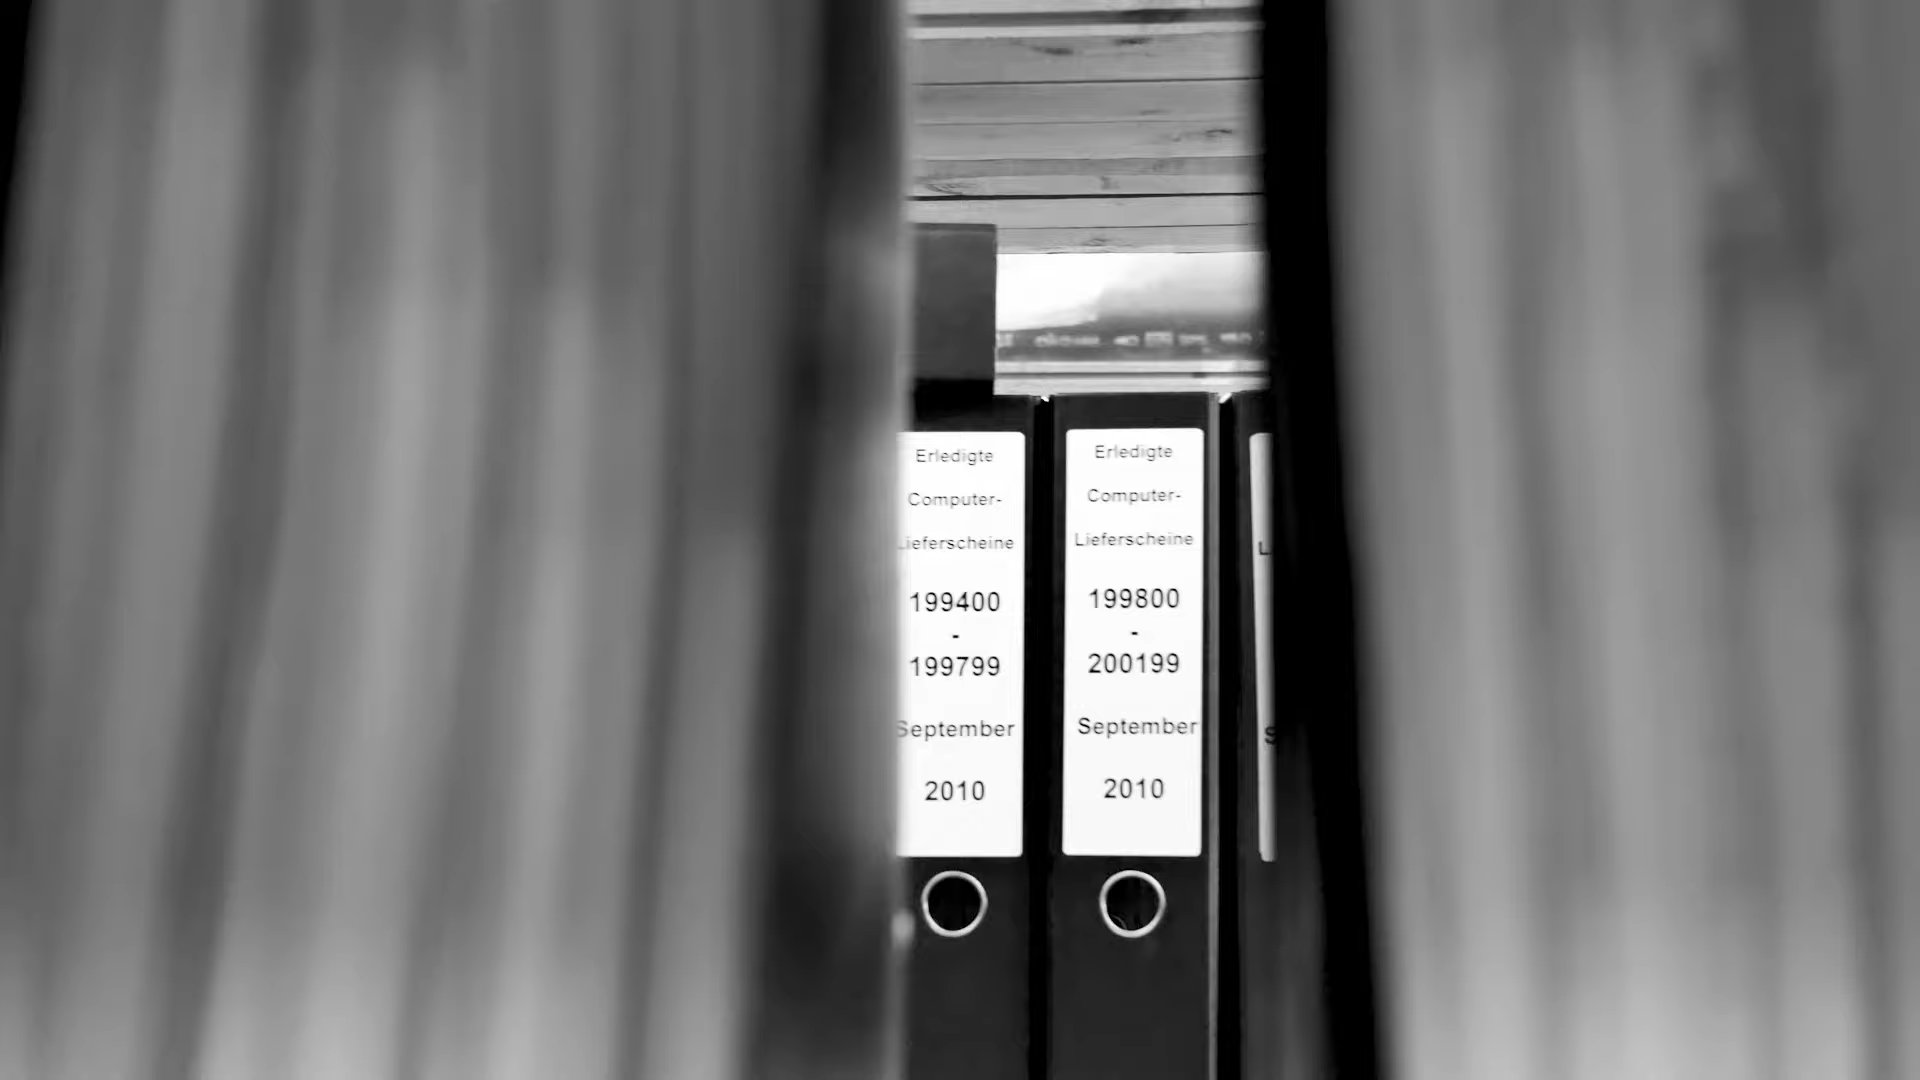 Erledigte
Computer-
Lieferscheine
199400
-
199799
September
2010
Erledigte
Computer-
Lieferscheine
199800
-
200199
September
2010